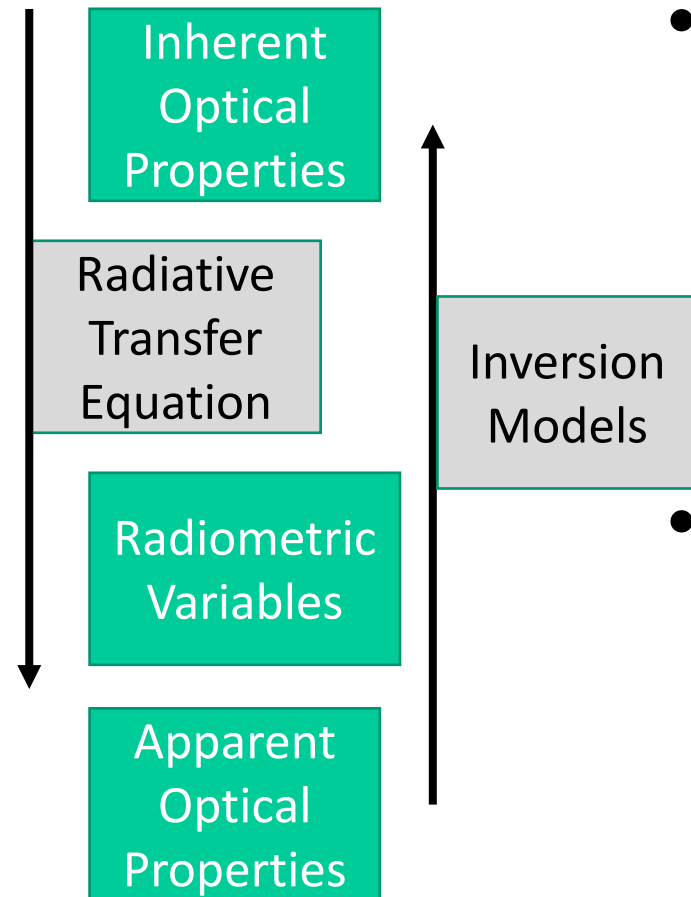 Inherent
Optical
Properties
Radiative
Transfer
Equation
Inversion
Models
Radiometric
Variables
Apparent
Optical
Properties